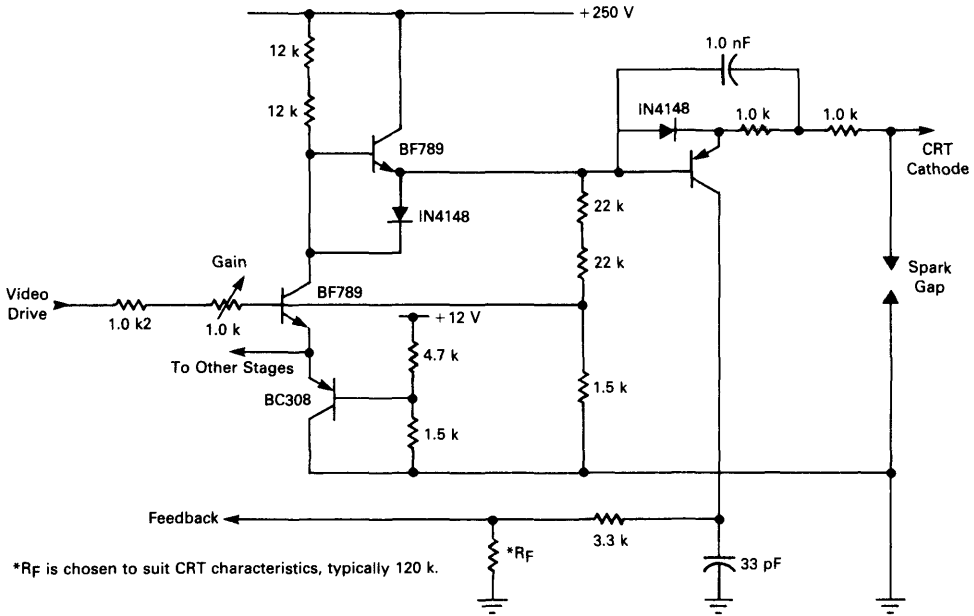 +250 V
12 k
12 k
BF789
IN4148
1.0 nF
IN4148
1.0 k
1.0 k
CRT
Cathode
22 k
22 k
Spark
Gap
Gain
Video
Drive
1.0 k2
1.0 k
BF789
+12 V
To Other Stages
4.7 k
BC308
1.5 k
1.5 k
Feedback
3.3 k
*RF
33 pF
*RF is chosen to suit CRT characteristics, typically 120 k.